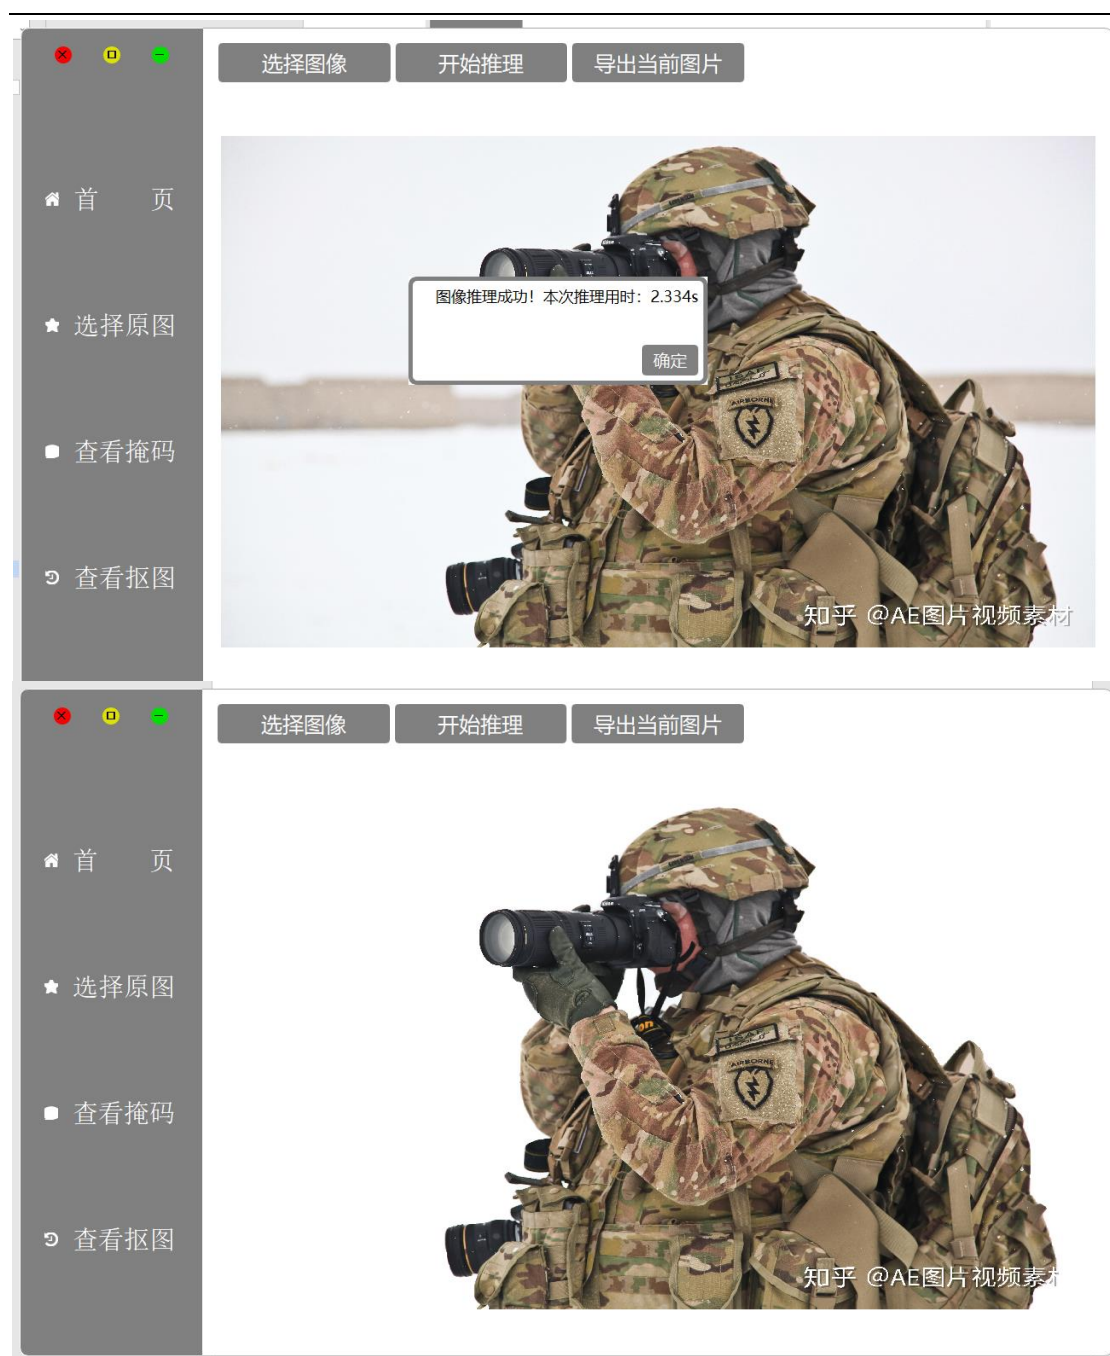 选择图像 开始推理 导出当前图片
首 页
图像推理成功！本次推理用时：2.334s
选择原图
确定
AIRBORNE
查看掩码
查看抠图
知乎 @AE图片视频素材
选择图像 开始推理 导出当前图片
首 页
选择原图
AIRBORNE
查看掩码
查看抠图
知乎 @AE图片视频素